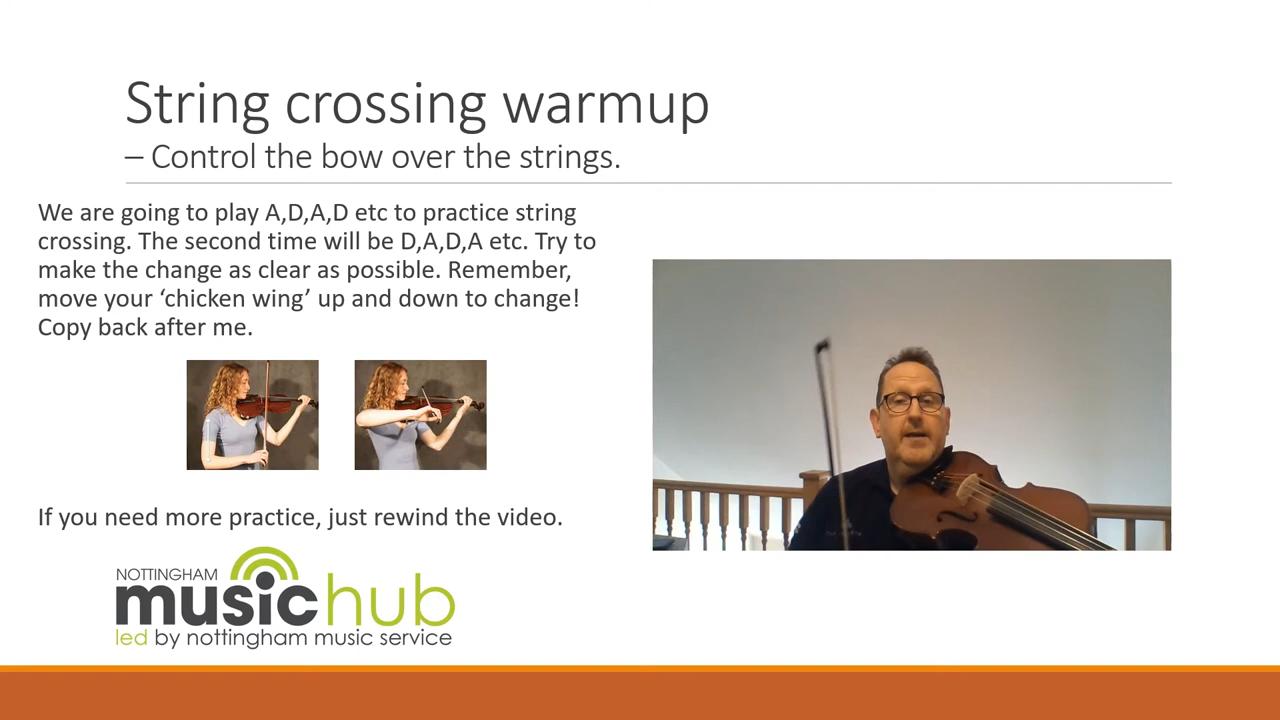 String crossing warmup
– Control the bow over the strings.
We are going to play A,D,A,D etc to practice string
crossing. The second time will be D,A,D,A etc. Try to
make the change as clear as possible. Remember,
move your ‘chicken wing’ up and down to change!
Copy back after me.
If you need more practice, just rewind the video.
NOTTINGHAM
musichub
led by nottingham music service